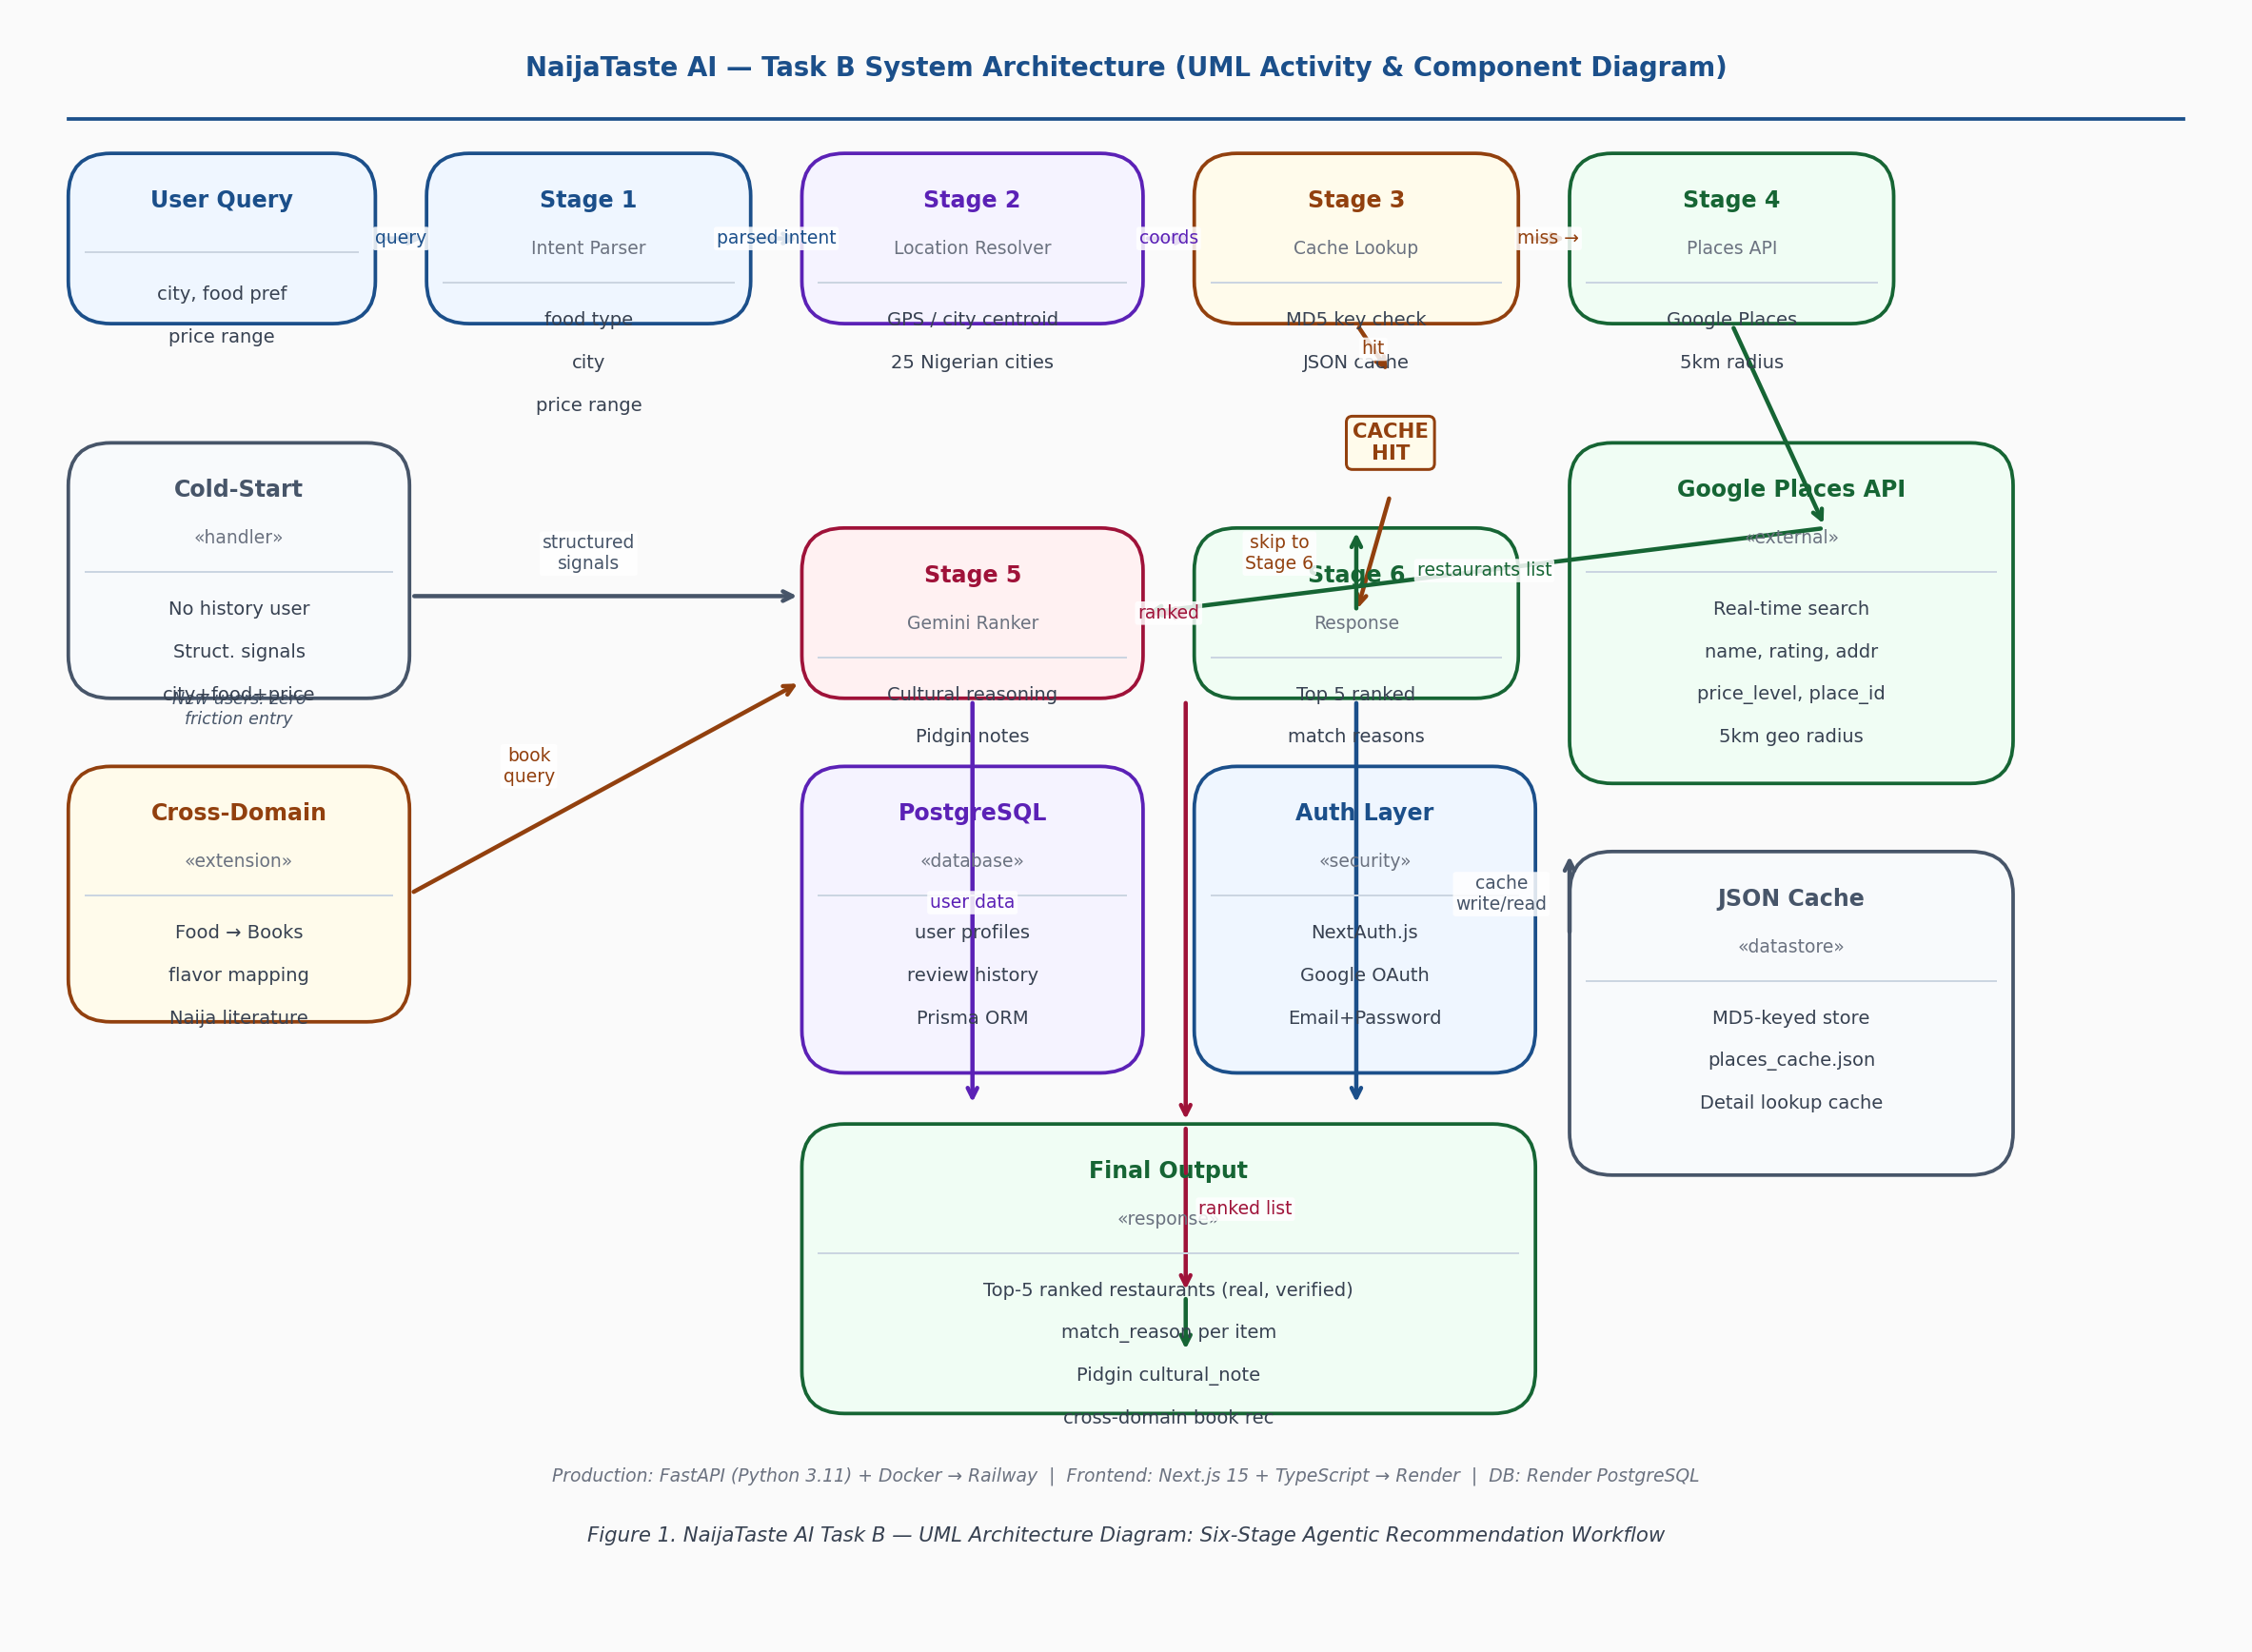 NaijaTaste AI — Task B System Architecture (UML Activity & Component Diagram)
User Query
city, food pref
price range
query
Stage 1
Intent Parser
food type
city
price range
parsed intent
Stage 2
Location Resolver
GPS / city centroid
25 Nigerian cities
coords
Stage 3
Cache Lookup
MD5 key check
JSON cache
hit
miss →
Stage 4
Places API
Google Places
5km radius
CACHE
HIT
skip to
Stage 6
Cold-Start
«handler»
No history user
Struct. signals
city+food+price
New users: zero
friction entry
structured
signals
Stage 5
Gemini Ranker
Cultural reasoning
Pidgin notes
ranked
Stage 6
Response
Top 5 ranked
match reasons
restaurants list
Google Places API
«external»
Real-time search
name, rating, addr
price_level, place_id
5km geo radius
Cross-Domain
«extension»
Food → Books
flavor mapping
Naija literature
book
query
PostgreSQL
«database»
user data
user profiles
review history
Prisma ORM
Auth Layer
«security»
NextAuth.js
Google OAuth
Email+Password
cache
write/read
JSON Cache
«datastore»
MD5-keyed store
places_cache.json
Detail lookup cache
Final Output
«response»
ranked list
Top-5 ranked restaurants (real, verified)
match_reason per item
Pidgin cultural_note
cross-domain book rec
Production: FastAPI (Python 3.11) + Docker → Railway | Frontend: Next.js 15 + TypeScript → Render | DB: Render PostgreSQL
Figure 1. NaijaTaste AI Task B — UML Architecture Diagram: Six-Stage Agentic Recommendation Workflow